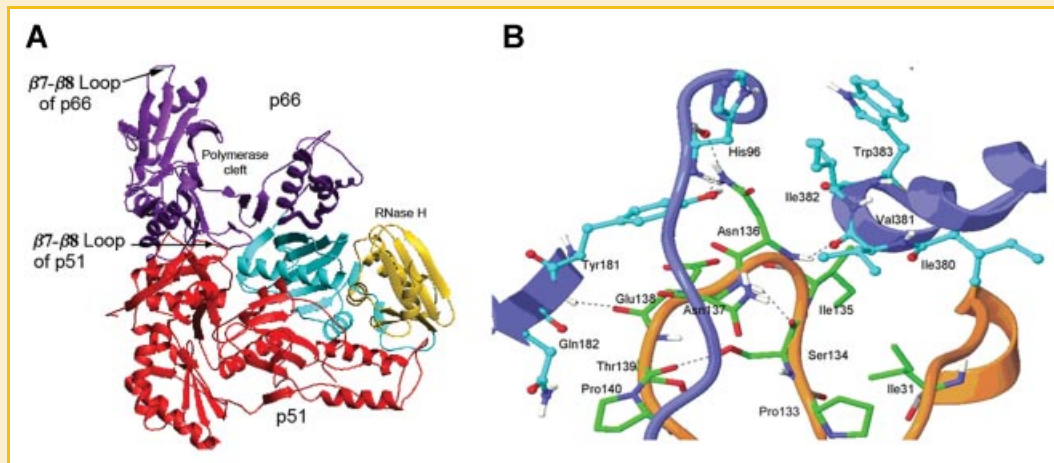 A
β7-β8 Loop
of p66
p66
Polymerase
cleft
RNase H
β7-β8 Loop
of p51
p51
B
His96
Trp383
Ile382
Val381
Asn136
Ile380
Tyr181
Glu138
Asn137
Ile135
Gln182
Ser134
Thr139
Ile31
Pro140
Pro133